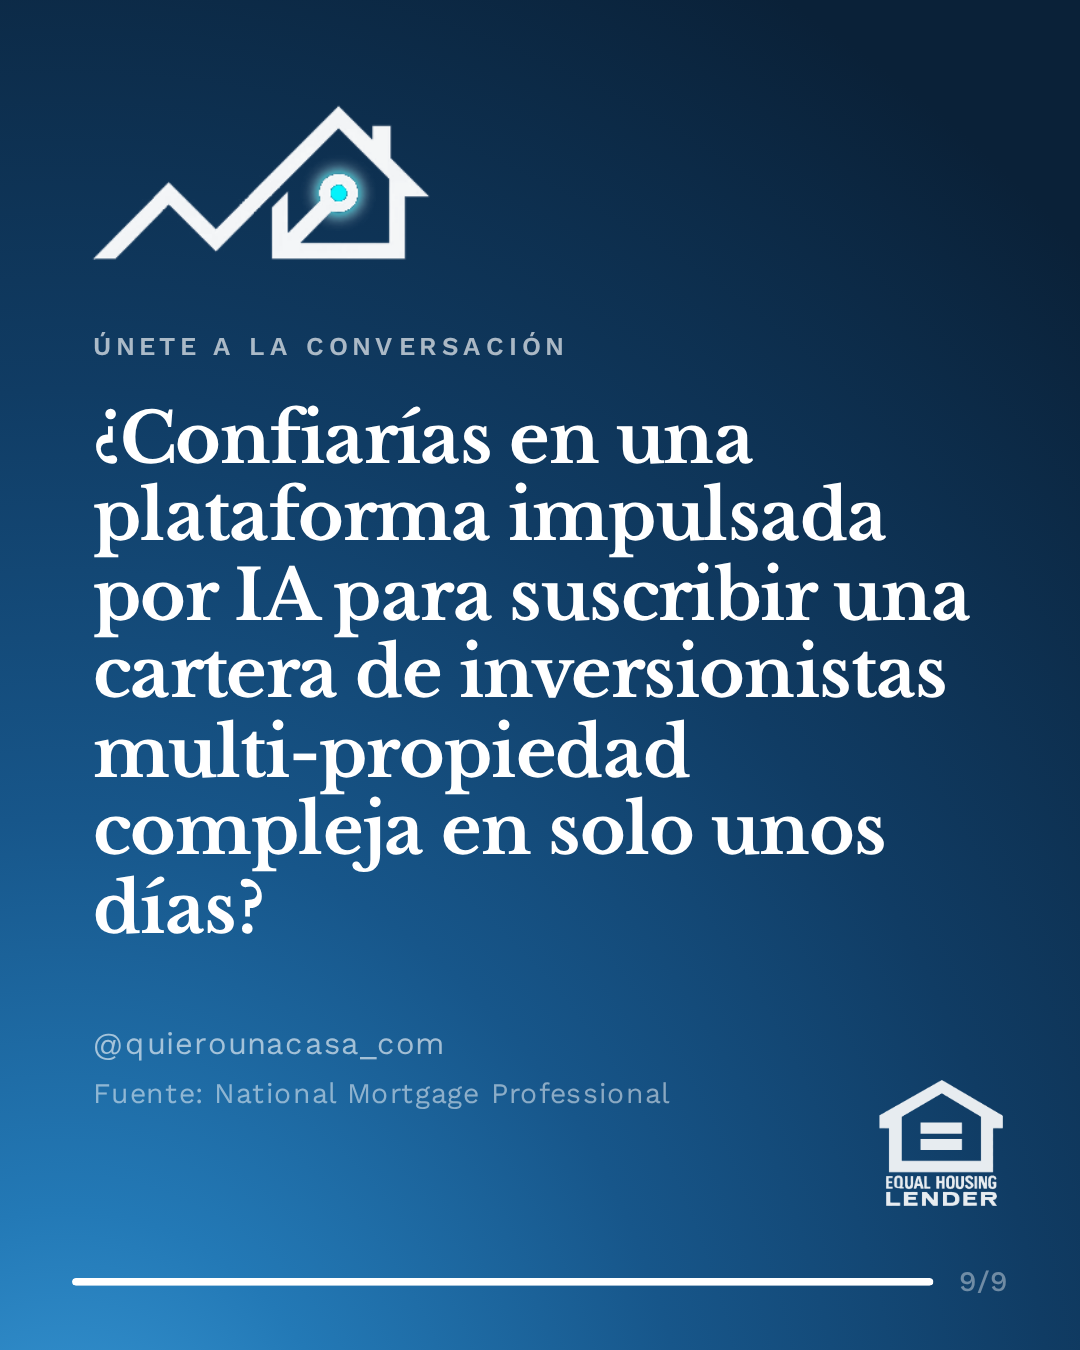 ÚNETE A LA CONVERSACIÓN
¿Confiarías en una
plataforma impulsada
por IA para suscribir una
cartera de inversionistas
multi-propiedad
compleja en solo unos
días?
@quierounacasa_com
Fuente: National Mortgage Professional
EQUAL HOUSING
LENDER
9/9